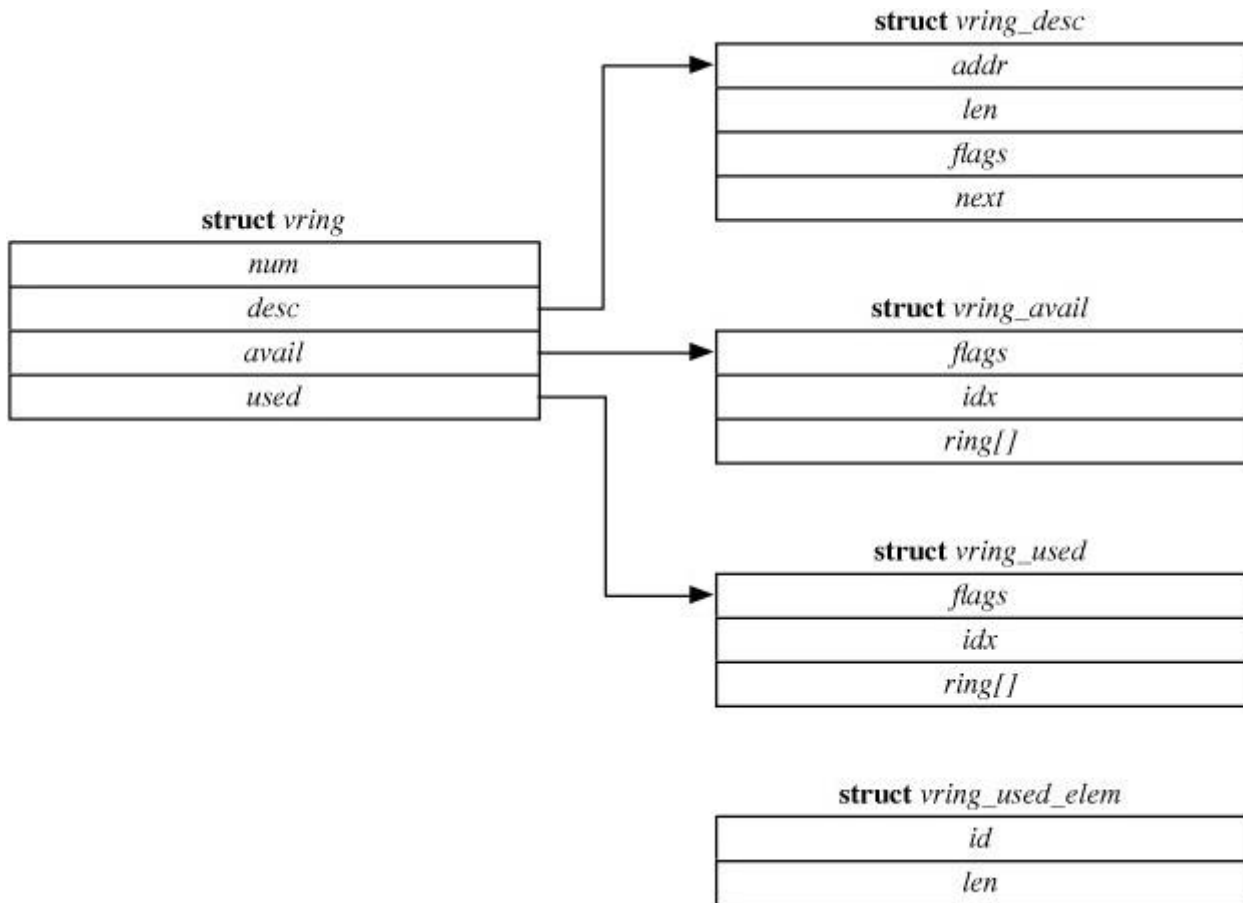 struct vring
num
desc
avail
used
struct vring_desc
addr
len
flags
next
struct vring_avail
flags
idx
ring[]
struct vring_used
flags
idx
ring[]
struct vring_used_elem
id
len